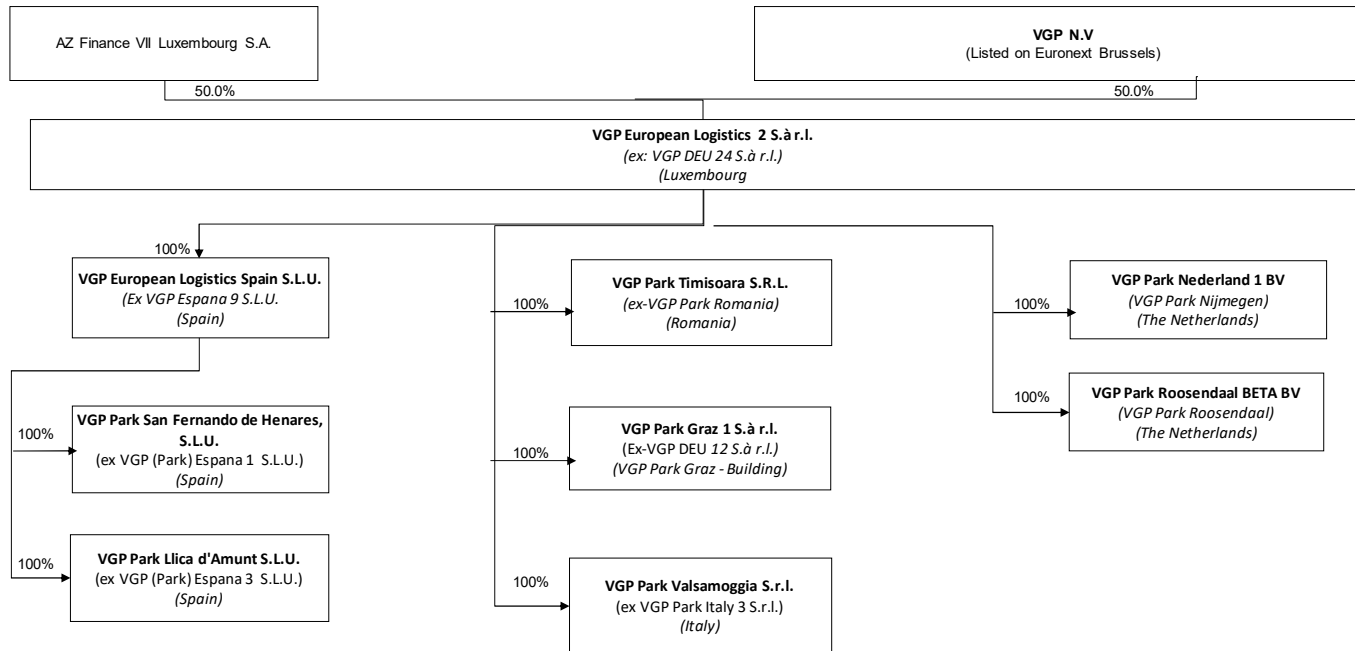 AZ Finance VII Luxembourg S.A.
VGP N.V
(Listed on Euronext Brussels)
50.0%
50.0%
VGP European Logistics 2 S.à r.l.
(ex: VGP DEU 24 S.à r.l.)
(Luxembourg
100%
VGP European Logistics Spain S.L.U.
(Ex VGP Espana 9 S.L.U.
(Spain)
100%
VGP Park San Fernando de Henares,
S.L.U.
(ex VGP (Park) Espana 1 S.L.U.)
(Spain)
100%
VGP Park Llica d'Amunt S.L.U.
(ex VGP (Park) Espana 3 S.L.U.)
(Spain)
100%
VGP Park Timisoara S.R.L.
(ex-VGP Park Romania)
(Romania)
100%
VGP Park Graz 1 S.à r.l.
(Ex-VGP DEU 12 S.à r.l.)
(VGP Park Graz - Building)
100%
VGP Park Valsamoggia S.r.l.
(ex VGP Park Italy 3 S.r.l.)
(Italy)
100%
VGP Park Nederland 1 BV
(VGP Park Nijmegen)
(The Netherlands)
100%
VGP Park Roosendaal BETA BV
(VGP Park Roosendaal)
(The Netherlands)